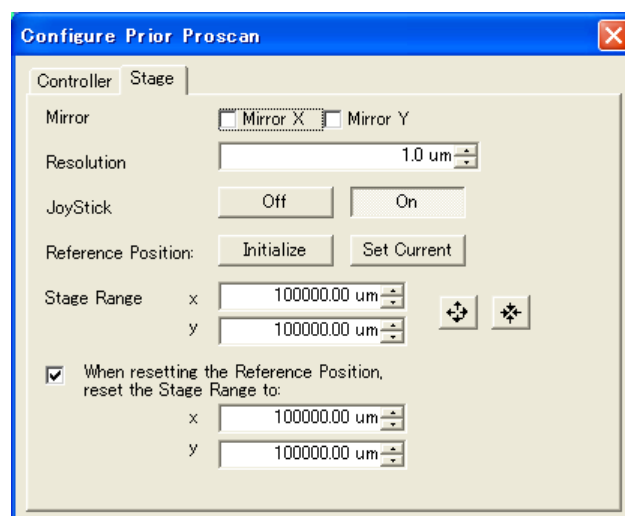 Configure Prior Proscan
Controller Stage
Mirror Mirror X Mirror Y
Resolution 1.0 um
JoyStick Off On
Reference Position: Initialize Set Current
Stage Range x 100000.00 um
y 100000.00 um
When resetting the Reference Position,
reset the Stage Range to:
x 100000.00 um
y 100000.00 um